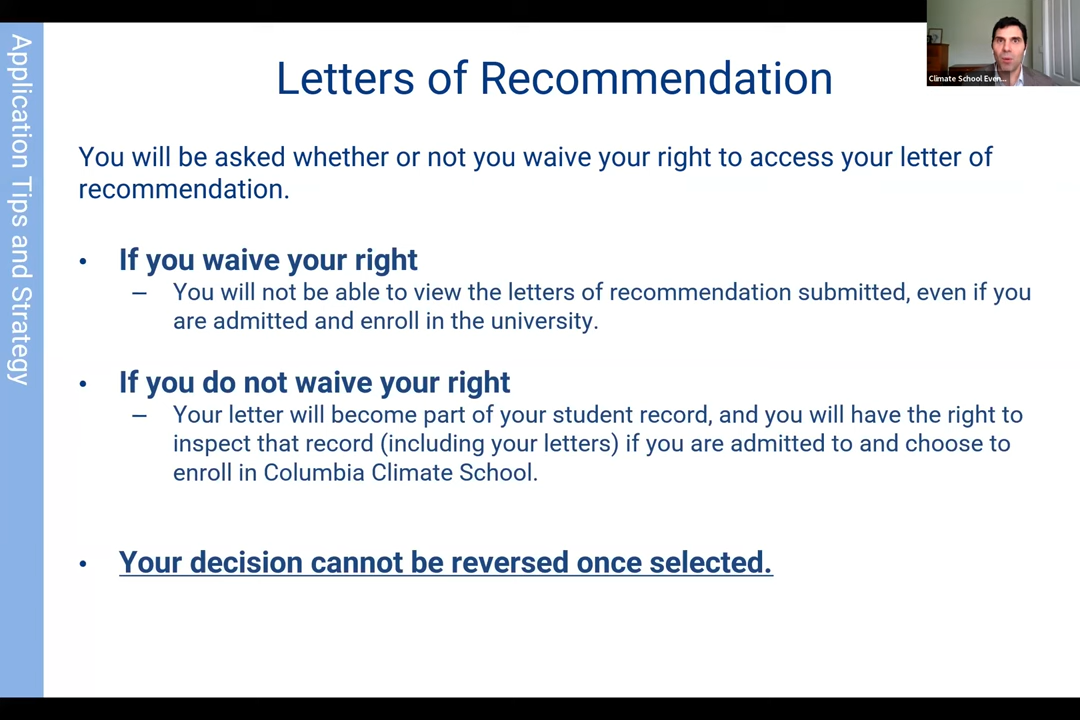 Application Tips and Strategy
Letters of Recommendation
Climate School Even...
You will be asked whether or not you waive your right to access your letter of
recommendation.
• If you waive your right
– You will not be able to view the letters of recommendation submitted, even if you
are admitted and enroll in the university.
• If you do not waive your right
– Your letter will become part of your student record, and you will have the right to
inspect that record (including your letters) if you are admitted to and choose to
enroll in Columbia Climate School.
• Your decision cannot be reversed once selected.